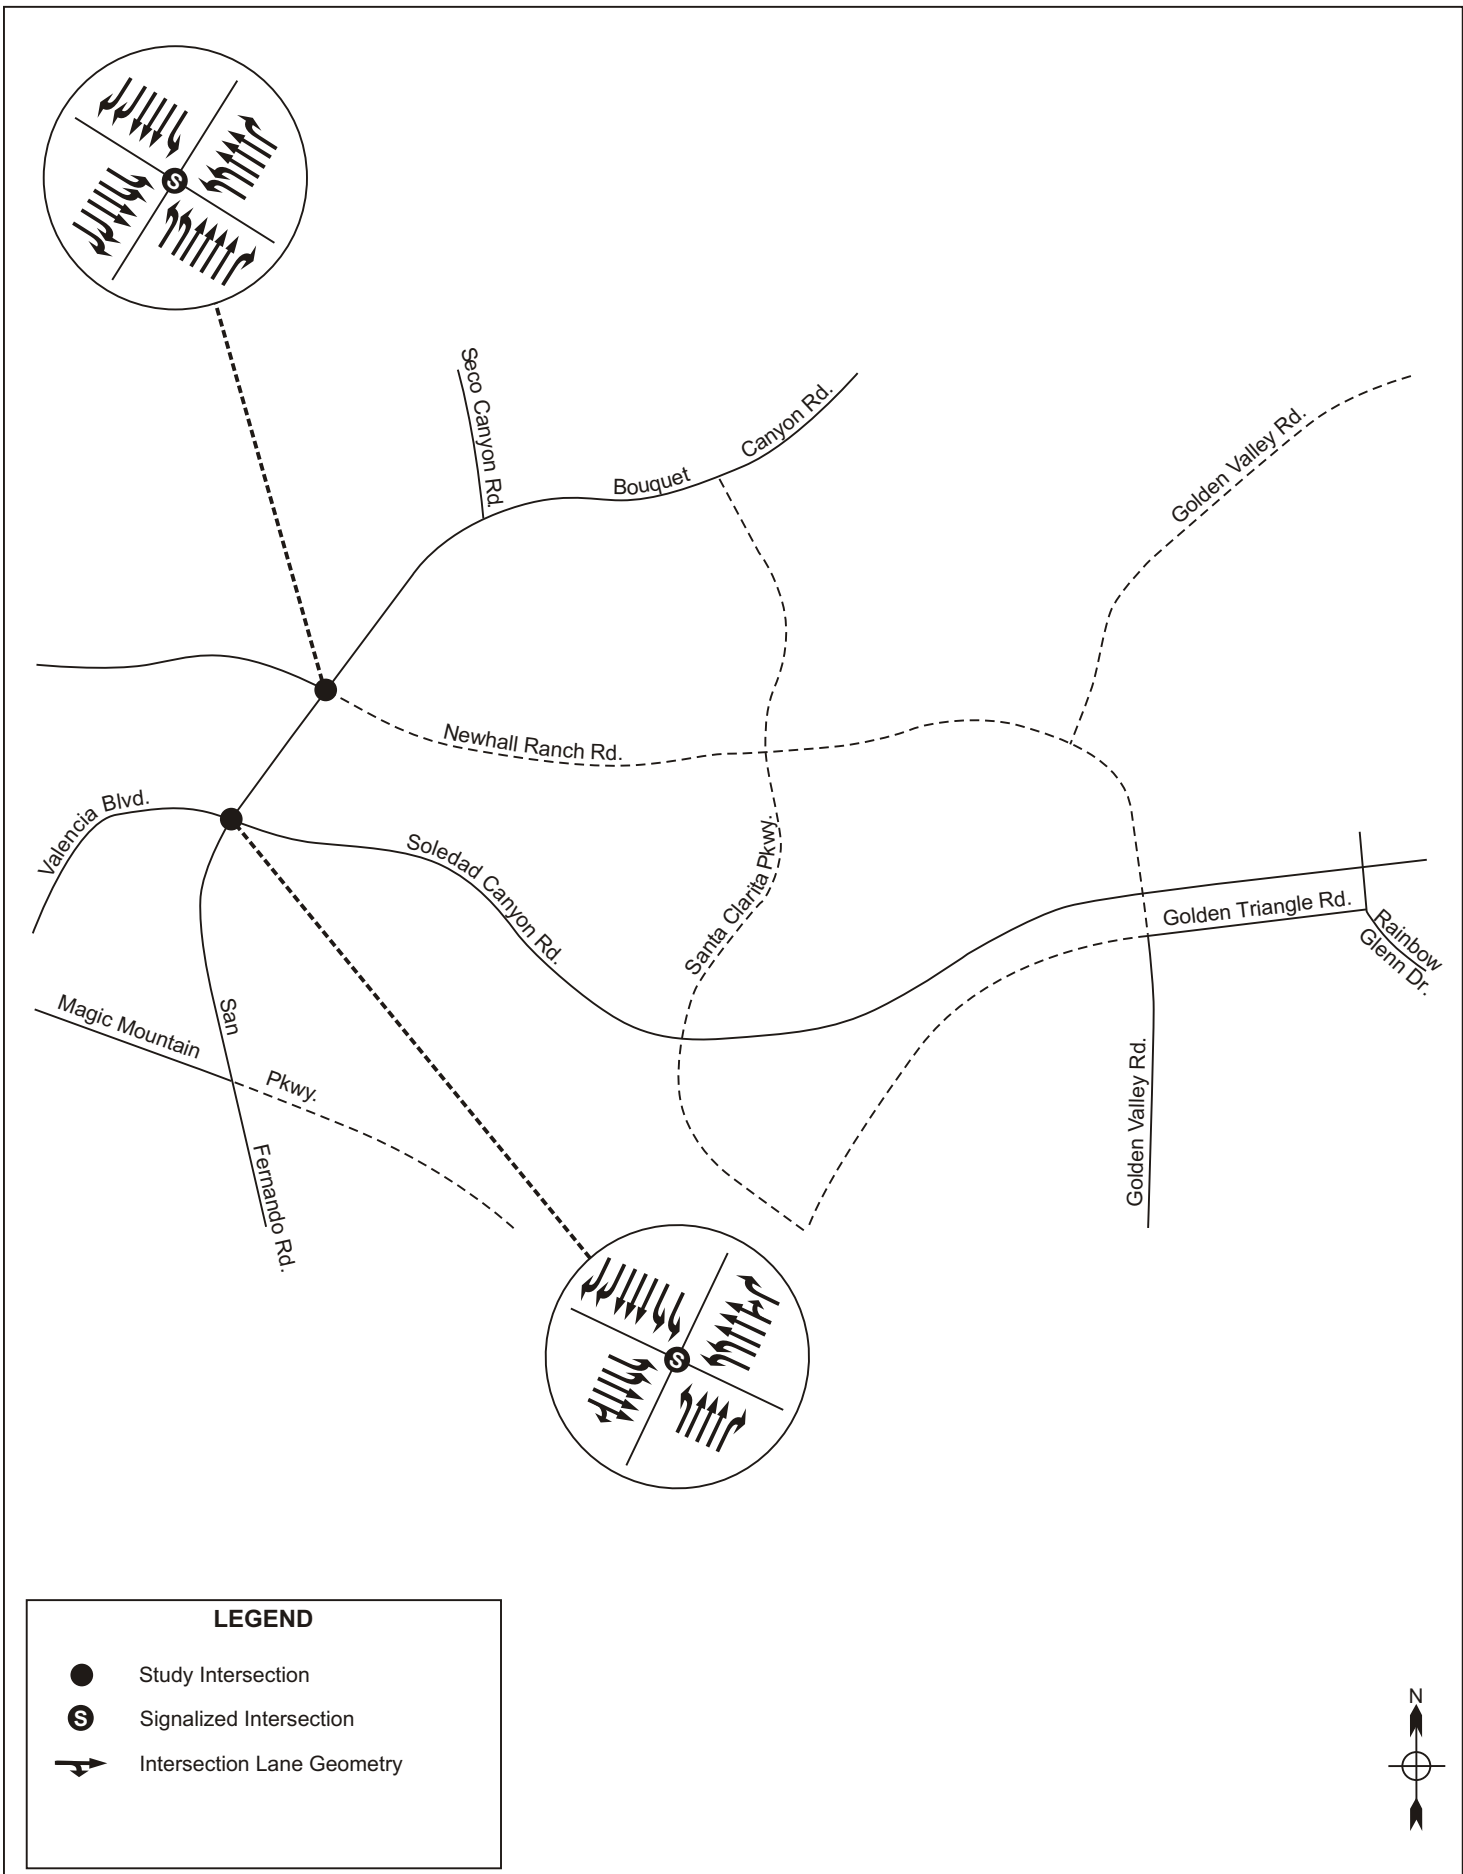 S
Seco Canyon Rd.
Bouquet
Canyon Rd.
Golden Valley Rd.
Newhall Ranch Rd.
Valencia Blvd.
Soledad Canyon Rd.
Santa Clarita Pkwy.
Golden Triangle Rd.
Rainbow
Glenn Dr.
San
Fernando Rd.
Magic Mountain
Pkwy.
Golden Valley Rd.
S
LEGEND
Study Intersection
S Signalized Intersection
Intersection Lane Geometry
N